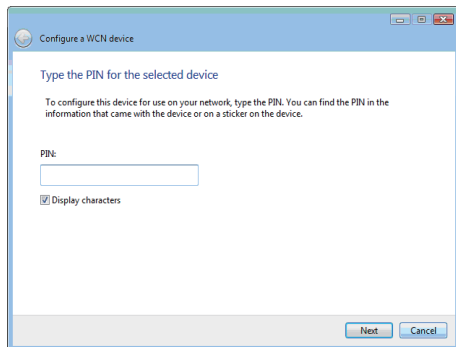 Configure a WCN device
Type the PIN for the selected device
To configure this device for use on your network, type the PIN. You can find the PIN in the
information that came with the device or on a sticker on the device.
PIN:
Display characters
Next Cancel